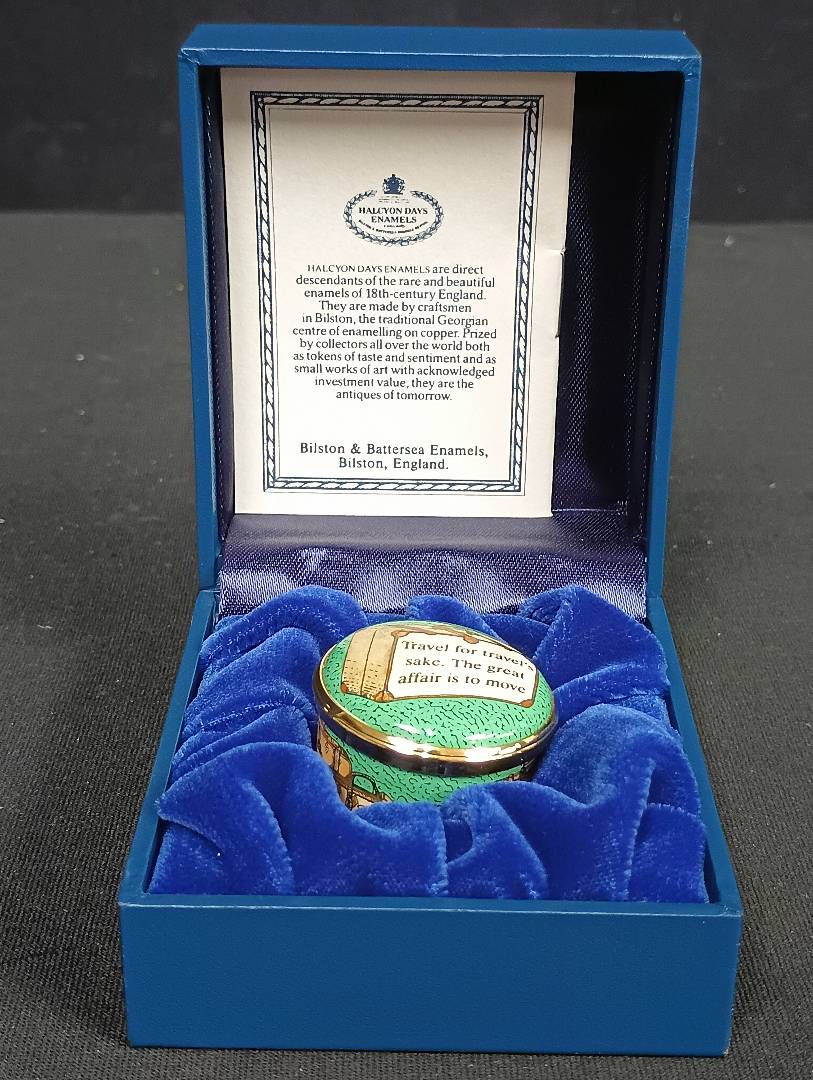 HALCYON DAYS
ENAMELS
HALCYON DAYS ENAMELS are direct
descendants of the rare and beautiful
enamels of 18th-century England.
They are made by craftsmen
in Bilston, the traditional Georgian
centre of enamelling on copper. Prized
by collectors all over the world both
as tokens of taste and sentiment and as
small works of art with acknowledged
investment value, they are the
antiques of tomorrow.
Bilston & Battersea Enamels,
Bilston, England.
Travel for travel's
sake. The great
affair is to move